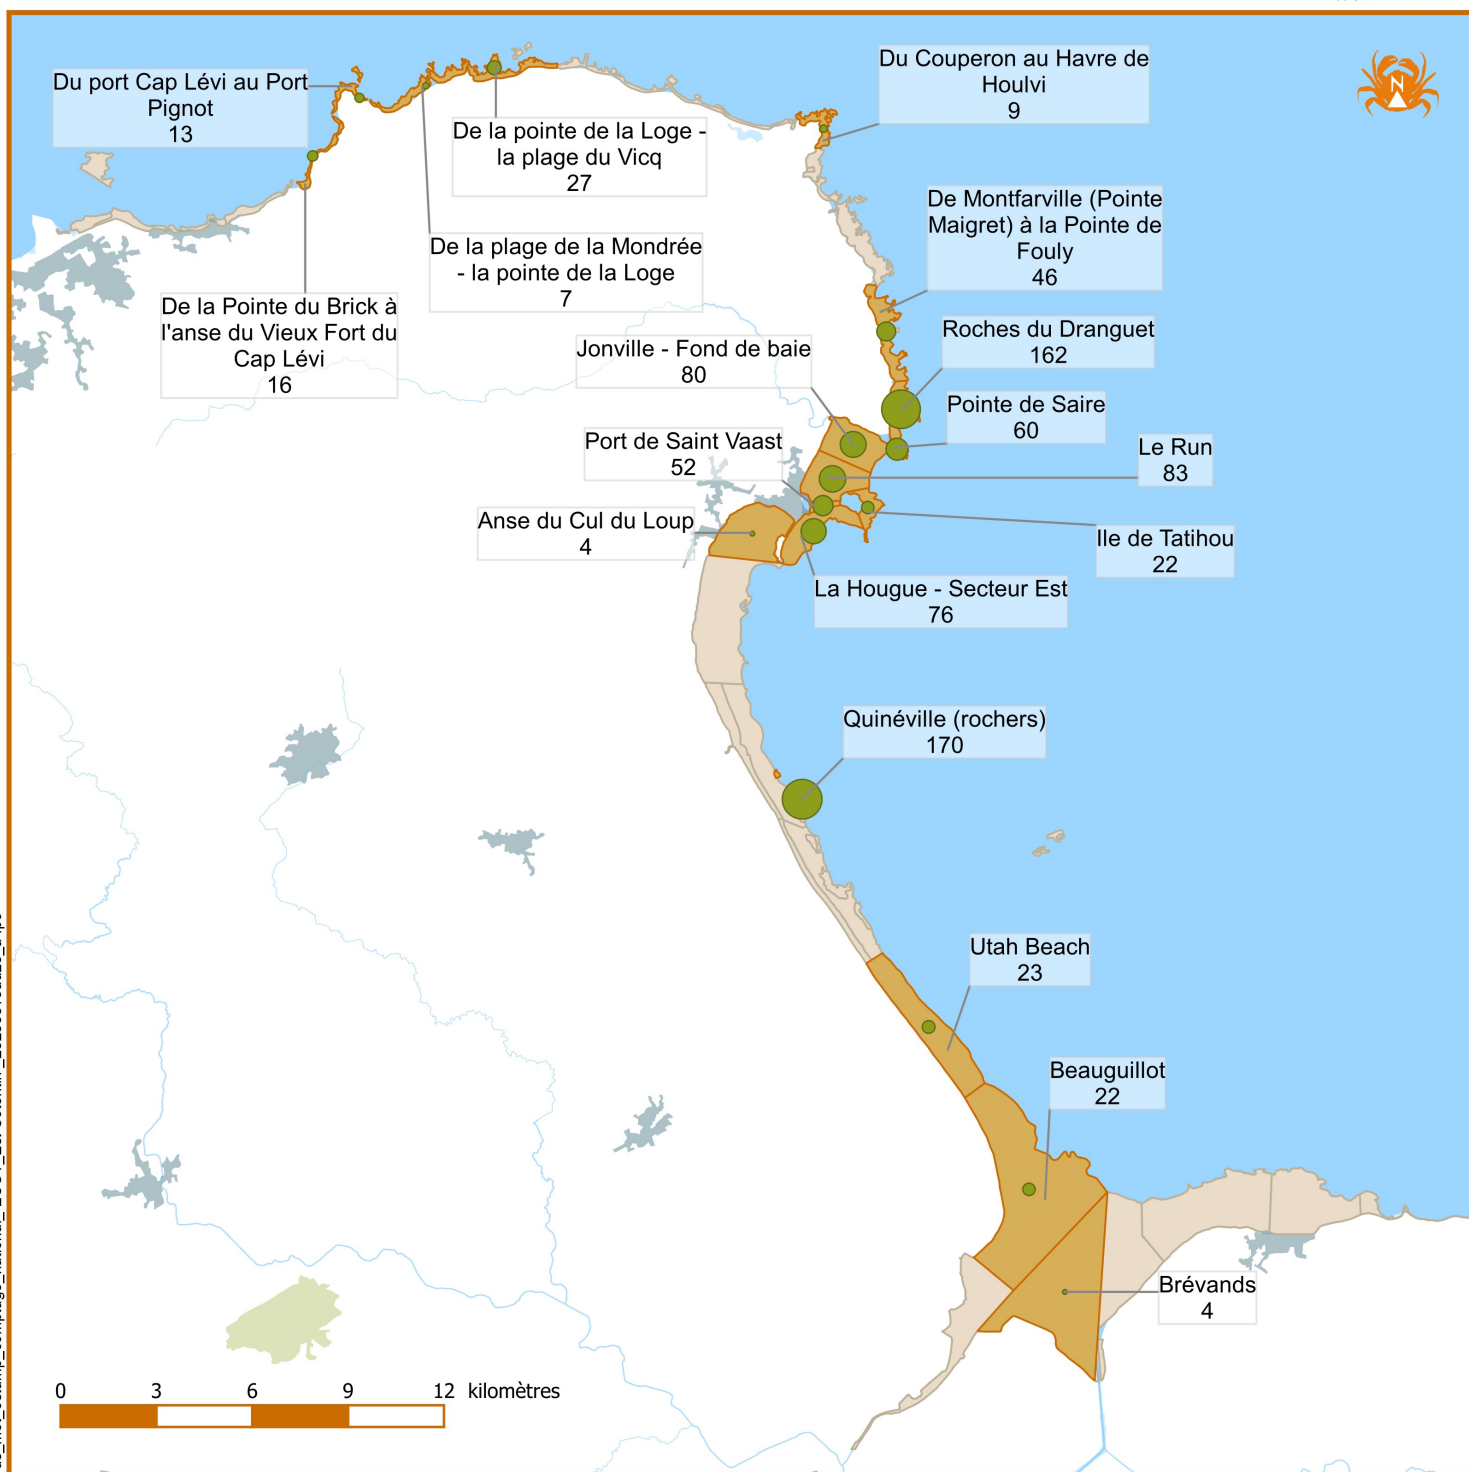 Du port Cap Lévi au Port
Pignot
13
De la pointe de la Loge -
la plage du Vicq
27
Du Couperon au Havre de
Houlvi
9
N
De la plage de la Mondrée
- la pointe de la Loge
7
De Montfarville (Pointe
Maigret) à la Pointe de
Fouly
46
De la Pointe du Brick à
l'anse du Vieux Fort du
Cap Lévi
16
Jonville - Fond de baie
80
Roches du Dranguet
162
Pointe de Saire
60
Port de Saint Vaast
52
Le Run
83
Anse du Cul du Loup
4
Ile de Tatihou
22
La Hougue - Secteur Est
76
Quinéville (rochers)
170
Utah Beach
23
Beauguillot
22
Brévands
4
0 3 6 9 12 kilomètres